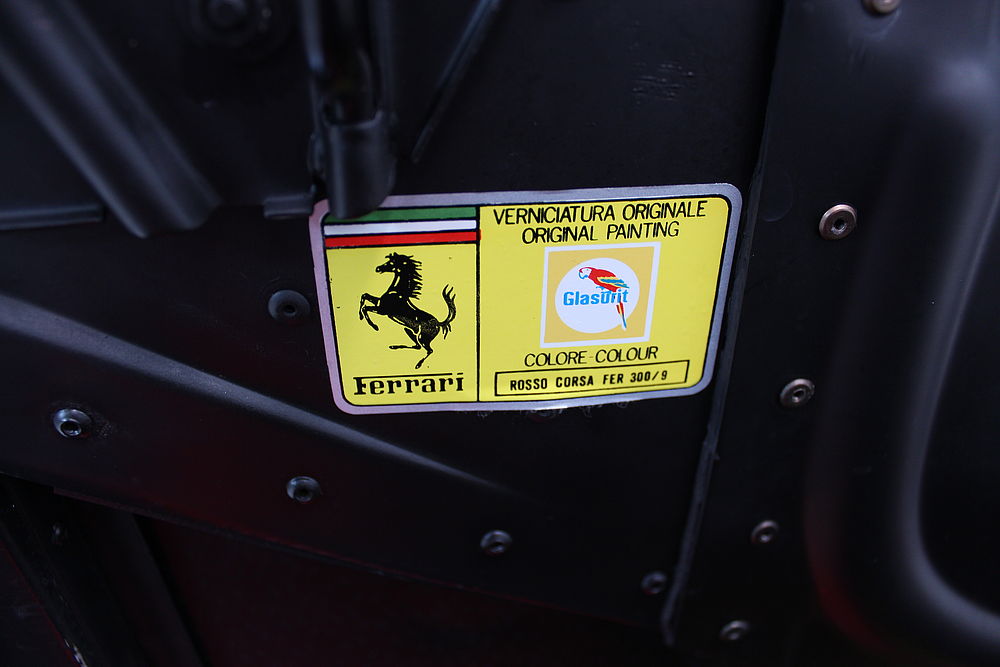 VERNICIATURA ORIGINALE
ORIGINAL PAINTING
Glasurit
COLORE-COLOUR
ROSSO CORSA FER 300/9
Ferrari